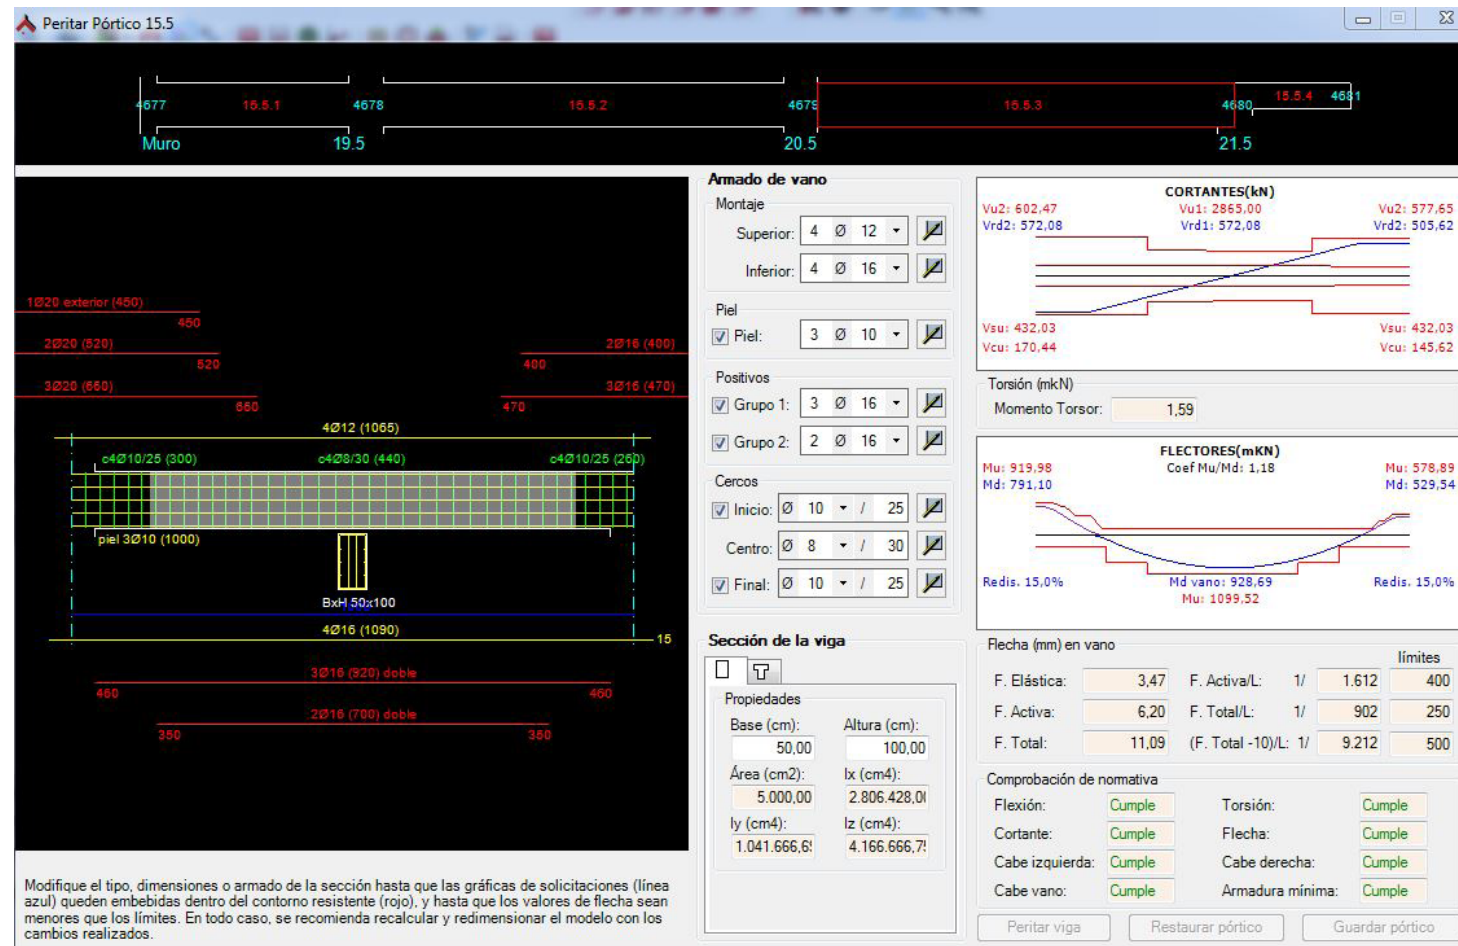 Peritar Pórtico 15.5
4677 15.5.1 4678 15.5.2 4679 15.5.3 4680 15.5.4 4681
Muro 19.5 20.5 21.5
1Ø20 exterior (450)
450
2Ø20 (520) 2Ø16 (400)
520 400
3Ø20 (660) 3Ø16 (470)
660 470
4Ø12 (1065)
c4Ø10/25 (300) c4Ø8/30 (440) c4Ø10/25 (260)
piel 3Ø10 (1000)
BxH 50x100
4Ø16 (1090)
15
3Ø16 (920) doble
460 460
2Ø16 (700) doble
350 350
Modifique el tipo, dimensiones o armado de la sección hasta que las gráficas de solicitaciones (línea
azul) queden embebidas dentro del contorno resistente (rojo), y hasta que los valores de flecha sean
menores que los límites. En todo caso, se recomienda recalcular y redimensionar el modelo con los
cambios realizados.
Armado de vano
Montaje
Superior: 4 Ø 12
Inferior: 4 Ø 16
Piel
Piel: 3 Ø 10
Positivos
Grupo 1: 3 Ø 16
Grupo 2: 2 Ø 16
Cercos
Inicio: Ø 10 / 25
Centro: Ø 8 / 30
Final: Ø 10 / 25
Sección de la viga
Propiedades
Base (cm): Altura (cm):
50,00 100,00
Área (cm2): Ix (cm4):
5.000,00 2.806.428,0
Iy (cm4): Iz (cm4):
1.041.666,6 4.166.666,7
CORTANTES(kN)
Vu2: 602,47 Vu1: 2865,00 Vu2: 577,65
Vrd2: 572,08 Vrd1: 572,08 Vrd2: 505,62
Vsu: 432,03 Vsu: 432,03
Vcu: 170,44 Vcu: 145,62
Torsión (mkN)
Momento Torsor: 1,59
FLECTORES(mKN)
Mu: 919,98 Coef Mu/Md: 1,18 Mu: 578,89
Md: 791,10 Md: 529,54
Redis. 15,0% Md vano: 928,69 Redis. 15,0%
Mu: 1099,52
Flecha (mm) en vano
límites
F. Elástica: 3,47 F. Activa/L: 1/ 1.612 400
F. Activa: 6,20 F. Total/L: 1/ 902 250
F. Total: 11,09 (F. Total -10)/L: 1/ 9.212 500
Comprobación de normativa
Flexión: Cumple Torsión: Cumple
Cortante: Cumple Flecha: Cumple
Cabe izquierda: Cumple Cabe derecha: Cumple
Cabe vano: Cumple Armadura mínima: Cumple
Peritar viga Restaurar pórtico Guardar pórtico